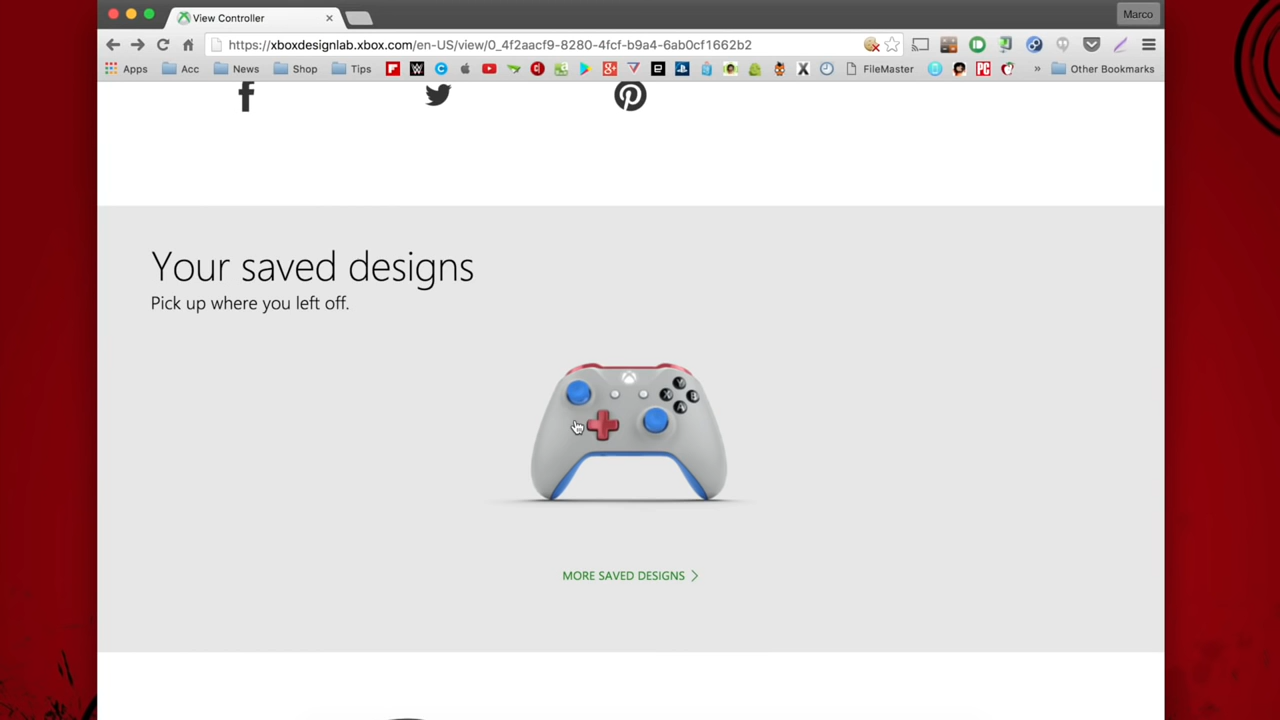 View Controller
Marco
https://xboxdesignlab.xbox.com/en-US/view/0_4f2aacf9-8280-4fcf-b9a4-6ab0cf1662b2
Apps Acc News Shop Tips FileMaster PC » Other Bookmarks
Your saved designs
Pick up where you left off.
Y
X B
A
MORE SAVED DESIGNS